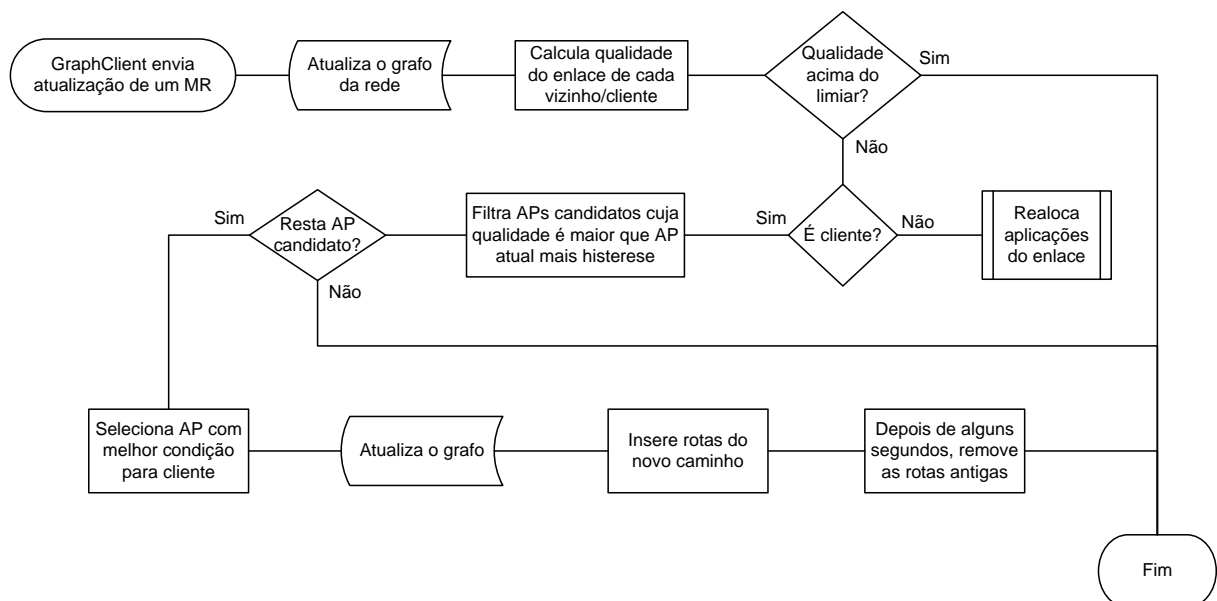 GraphClient envia
atualização de um MR
Atualiza o grafo
da rede
Calcula qualidade
do enlace de cada
vizinho/cliente
Qualidade
acima do
limiar?
Sim
Não
É cliente?
Sim
Não
Realoca
aplicações
do enlace
Filtra APs candidatos cuja
qualidade é maior que AP
atual mais histerese
Resta AP
candidato?
Sim
Não
Seleciona AP com
melhor condição
para cliente
Atualiza o grafo
Insere rotas do
novo caminho
Depois de alguns
segundos, remove
as rotas antigas
Fim